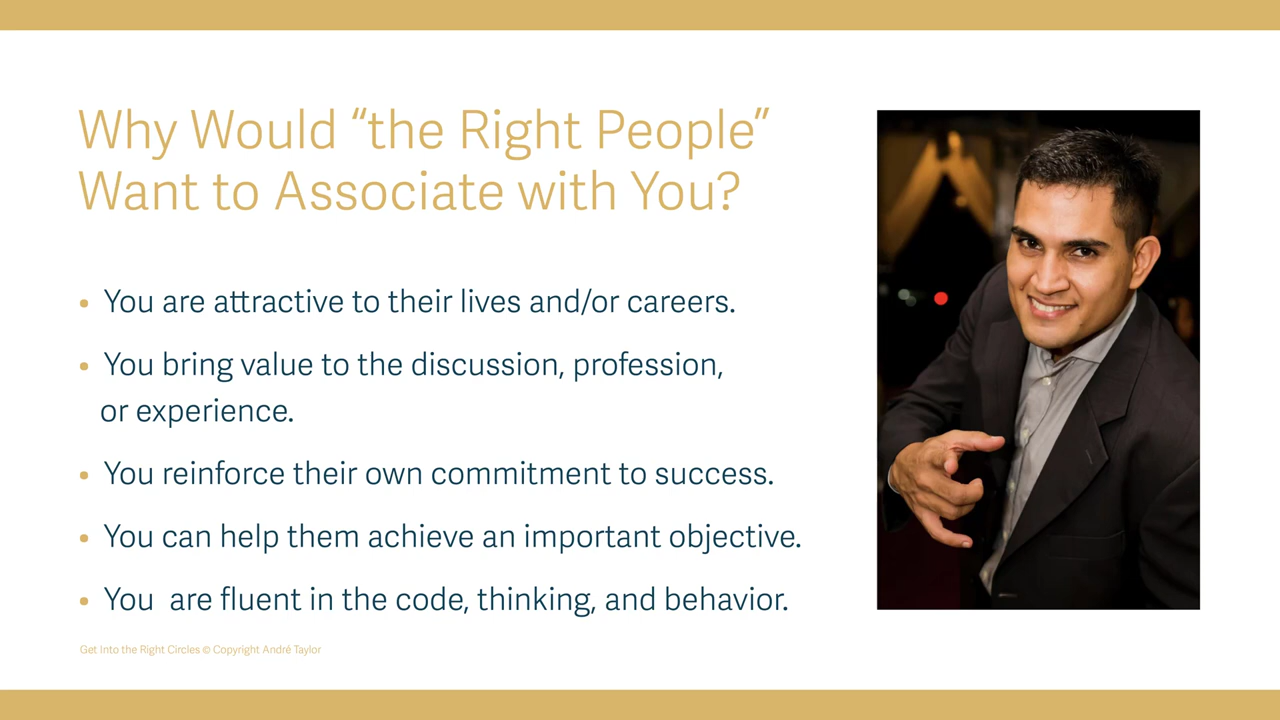 Why Would “the Right People”
Want to Associate with You?
• You are attractive to their lives and/or careers.
• You bring value to the discussion, profession,
or experience.
• You reinforce their own commitment to success.
• You can help them achieve an important objective.
• You  are fluent in the code, thinking, and behavior.
Get Into the Right Circles © Copyright André Taylor